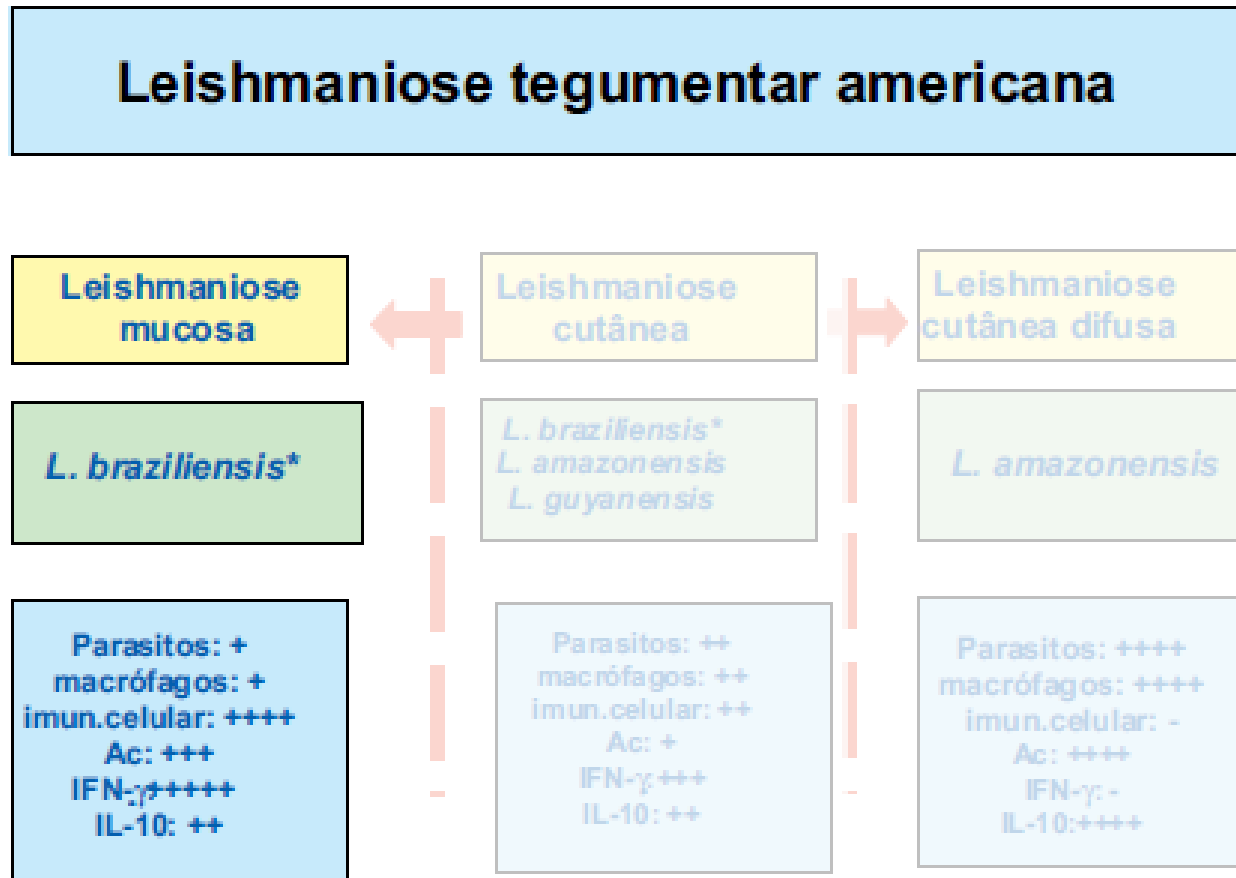 Leishmaniose tegumentar americana
Leishmaniose
mucosa
Leishmaniose
cutânea
Leishmaniose
cutânea difusa
L. braziliensis*
L. braziliensis*
L. amazonensis
L. guyanensis
L. amazonensis
Parasitos: +
macrófagos: +
imun.celular: ++++
Ac: +++
IFN-γ:+++++
IL-10: ++
Parasitos: ++
macrófagos: ++
imun.celular: ++
Ac: +
IFN-γ:+++
IL-10: ++
Parasitos: ++++
macrófagos: ++++
imun.celular: -
Ac: ++++
IFN-γ: -
IL-10:++++